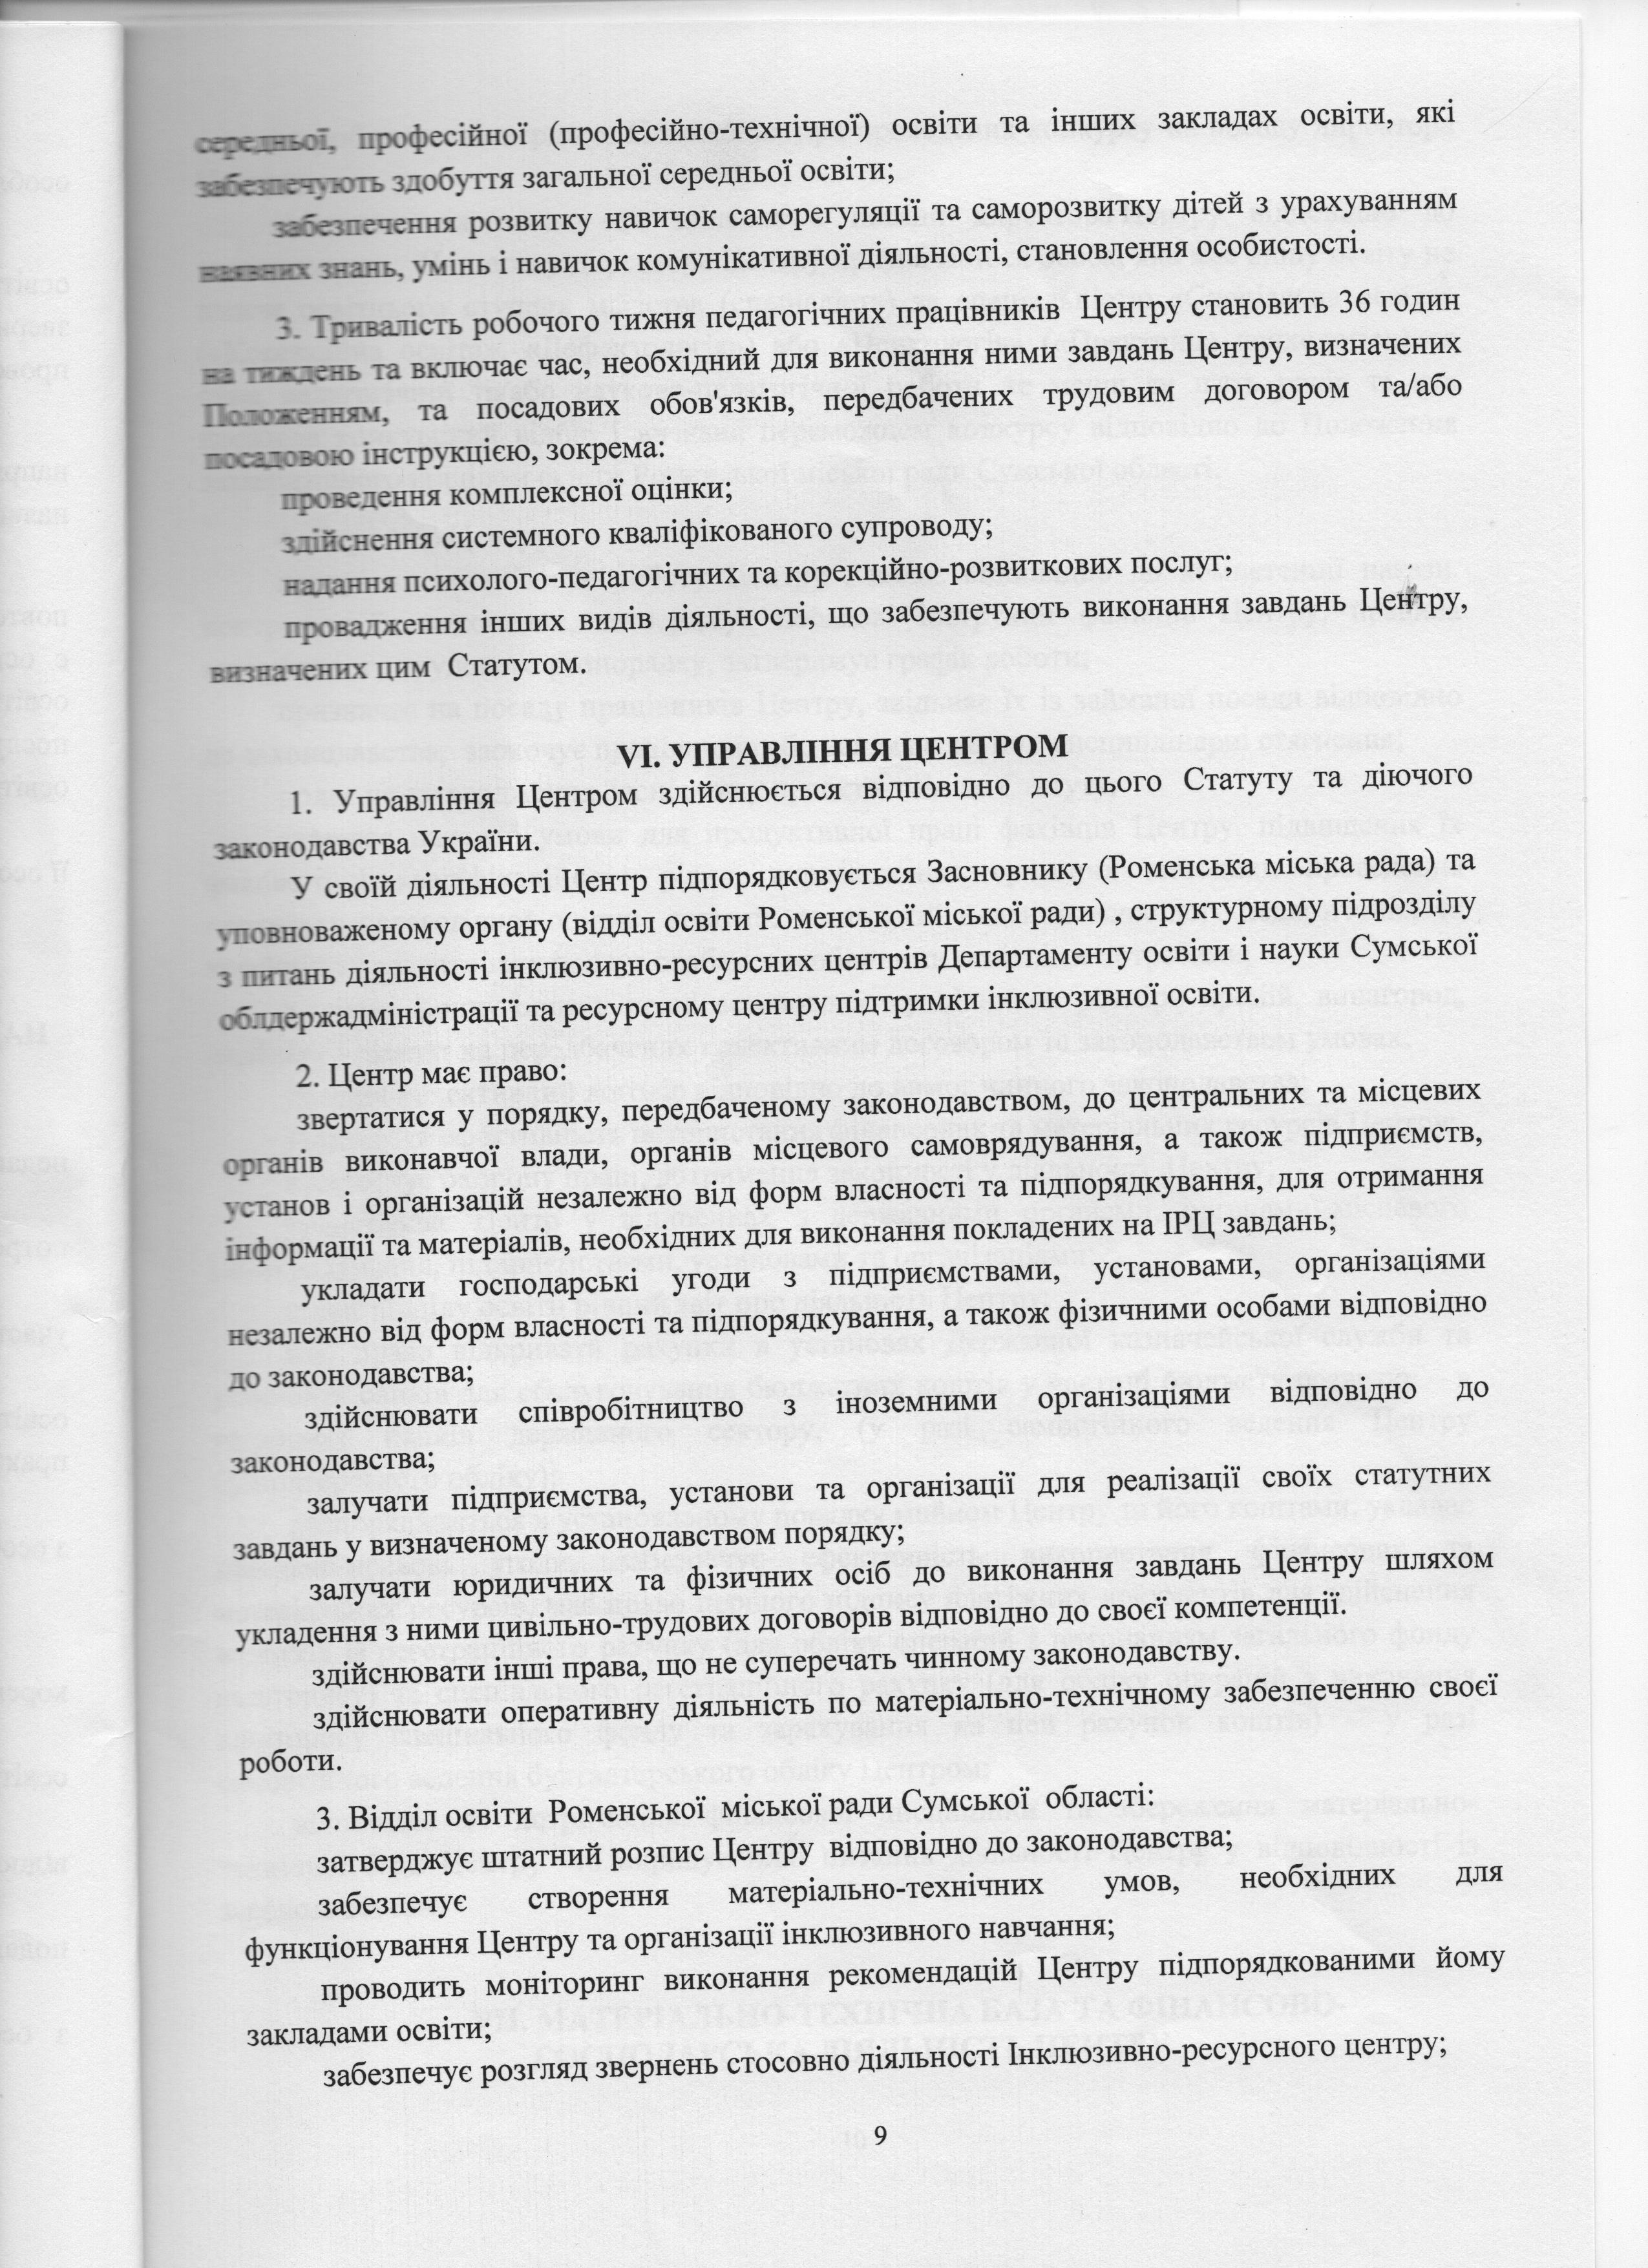 середньої, професійної (професійно-технічної) освіти та інших закладах освіти, які
забезпечують здобуття загальної середньої освіти;
забезпечення розвитку навичок саморегуляції та саморозвитку дітей з урахуванням
наявних знань, умінь і навичок комунікативної діяльності, становлення особистості.
3. Тривалість робочого тижня педагогічних працівників Центру становить 36 годин
на тиждень та включає час, необхідний для виконання ними завдань Центру, визначених
Положенням, та посадових обов'язків, передбачених трудовим договором та/або
посадовою інструкцією, зокрема:
проведення комплексної оцінки;
здійснення системного кваліфікованого супроводу;
надання психолого-педагогічних та корекційно-розвиткових послуг;
провадження інших видів діяльності, що забезпечують виконання завдань Центру,
визначених цим Статутом.
VI. УПРАВЛІННЯ ЦЕНТРОМ
1. Управління Центром здійснюється відповідно до цього Статуту та діючого
законодавства України.
У своїй діяльності Центр підпорядковується Засновнику (Роменська міська рада) та
уповноваженому органу (відділ освіти Роменської міської ради) , структурному підрозділу
з питань діяльності інклюзивно-ресурсних центрів Департаменту освіти і науки Сумської
облдержадміністрації та ресурсному центру підтримки інклюзивної освіти.
2. Центр має право:
звертатися у порядку, передбаченому законодавством, до центральних та місцевих
органів виконавчої влади, органів місцевого самоврядування, а також підприємств,
установ і організацій незалежно від форм власності та підпорядкування, для отримання
інформації та матеріалів, необхідних для виконання покладених на ІРЦ завдань;
укладати господарські угоди з підприємствами, установами, організаціями
незалежно від форм власності та підпорядкування, а також фізичними особами відповідно
до законодавства;
здійснювати співробітництво з іноземними організаціями відповідно до
законодавства;
залучати підприємства, установи та організації для реалізації своїх статутних
завдань у визначеному законодавством порядку;
залучати юридичних та фізичних осіб до виконання завдань Центру шляхом
укладення з ними цивільно-трудових договорів відповідно до своєї компетенції.
здійснювати інші права, що не суперечать чинному законодавству.
здійснювати оперативну діяльність по матеріально-технічному забезпеченню своєї
роботи.
3. Відділ освіти Роменської міської ради Сумської області:
затверджує штатний розпис Центру відповідно до законодавства;
забезпечує створення матеріально-технічних умов, необхідних для
функціонування Центру та організації інклюзивного навчання;
проводить моніторинг виконання рекомендацій Центру підпорядкованими йому
закладами освіти;
забезпечує розгляд звернень стосовно діяльності Інклюзивно-ресурсного центру;
9